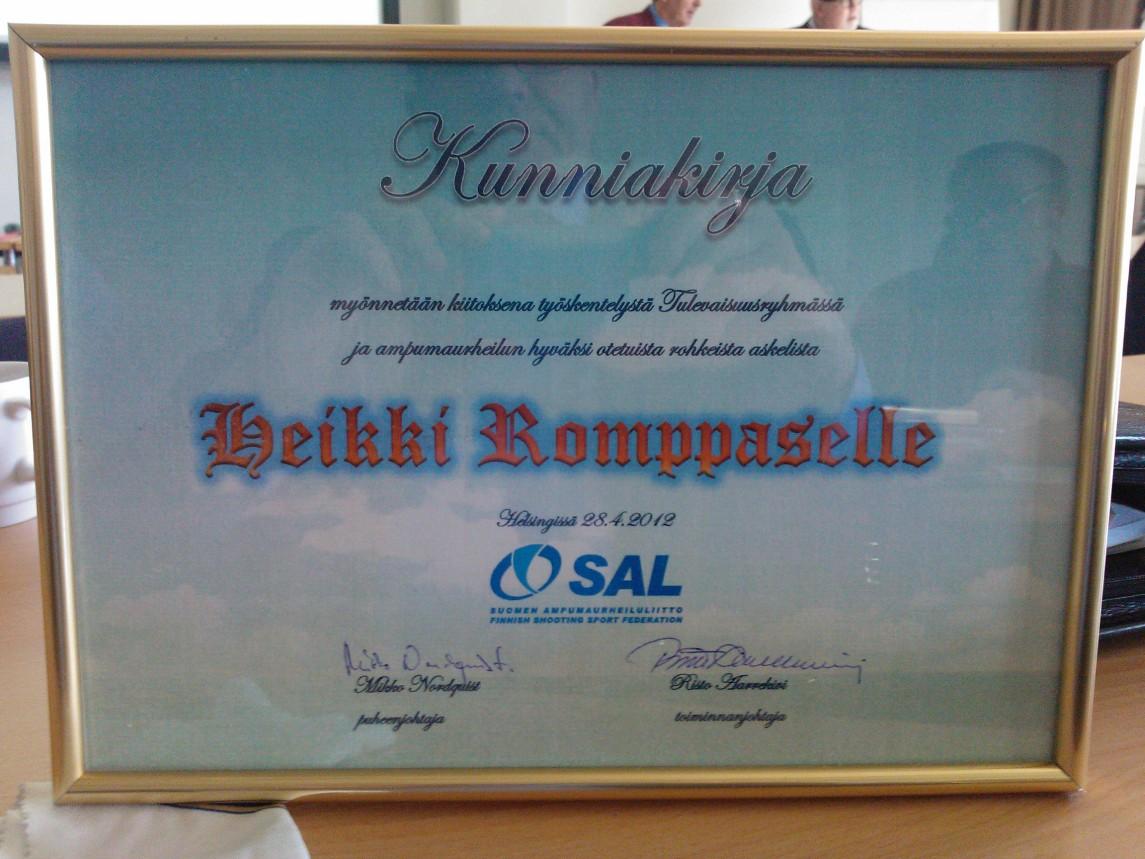 Kunniakirja
myönnetään kiitoksena työskentelystä Tulevaisuusryhmässä
ja ampumaurheilun hyväksi otetuista rohkeista askelista
Heikki Romppaselle
Helsingissä 28.4.2012
SAL
SUOMEN AMPUMAURHEILULIITTO
FINNISH SHOOTING SPORT FEDERATION
Mikko Nordquist Risto Aarrekivi
puheenjohtaja toiminnanjohtaja